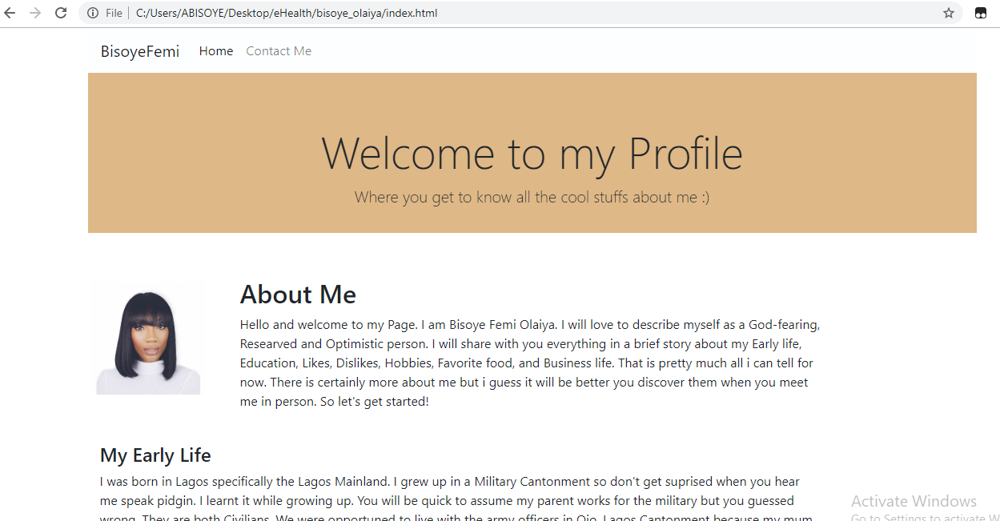 File C:/Users/ABISOYE/Desktop/eHealth/bisoye_olaiya/index.html
BisoyeFemi Home Contact Me
Welcome to my Profile
Where you get to know all the cool stuffs about me :)
About Me
Hello and welcome to my Page. I am Bisoye Femi Olaiya. I will love to describe myself as a God-fearing,
Researved and Optimistic person. I will share with you everything in a brief story about my Early life,
Education, Likes, Dislikes, Hobbies, Favorite food, and Business life. That is pretty much all i can tell for
now. There is certainly more about me but i guess it will be better you discover them when you meet
me in person. So let's get started!
My Early Life
I was born in Lagos specifically the Lagos Mainland. I grew up in a Military Cantonment so don't get suprised when you hear
me speak pidgin. I learnt it while growing up. You will be quick to assume my parent works for the military but you guessed
wrong. They are both Civilians. We were opportuned to live with the army officers in Ojo, Lagos Cantonment because my mum
Activate Windows
Go to Settings to activate W